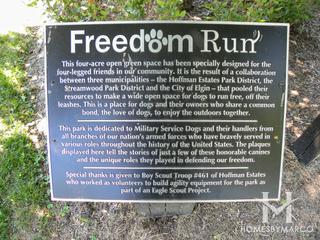 Freedom Run
This four-acre open green space has been specially designed for the
four-legged friends in our community. It is the result of a collaboration
between three municipalities – the Hoffman Estates Park District, the
Streamwood Park District and the City of Elgin – that pooled their
resources to make a wide open space for dogs to run free, off their
leashes. This is a place for dogs and their owners who share a common
bond, the love of dogs, to enjoy the outdoors together.
This park is dedicated to Military Service Dogs and their handlers from
all branches of our nation's armed forces who have bravely served in
various roles throughout the history of the United States. The plaques
displayed here tell the stories of just a few of these honorable canines
and the unique roles they played in defending our freedom.
Special thanks is given to Boy Scout Troop #461 of Hoffman Estates
who worked as volunteers to build agility equipment for the park as
part of an Eagle Scout Project.
HOMESBYMARCO